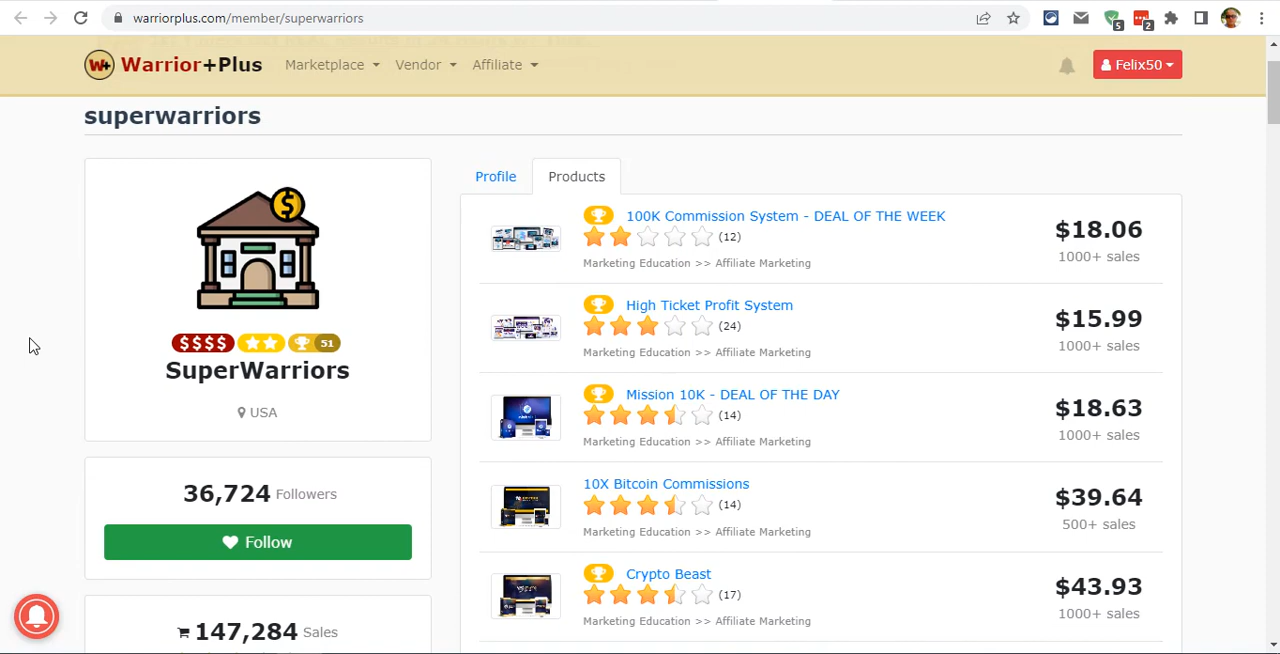 warriorplus.com/member/superwarriors
5
2
W+ Warrior+Plus Marketplace Vendor Affiliate Felix50
superwarriors
$
$$$$ 51
SuperWarriors
USA
36,724 Followers
Follow
147,284 Sales
Profile Products
100K Commission System - DEAL OF THE WEEK
(12)
Marketing Education >> Affiliate Marketing
$18.06
1000+ sales
High Ticket Profit System
(24)
Marketing Education >> Affiliate Marketing
$15.99
1000+ sales
Mission 10K - DEAL OF THE DAY
(14)
Marketing Education >> Affiliate Marketing
$18.63
1000+ sales
10X Bitcoin Commissions
(14)
Marketing Education >> Affiliate Marketing
$39.64
500+ sales
Crypto Beast
(17)
Marketing Education >> Affiliate Marketing
$43.93
1000+ sales